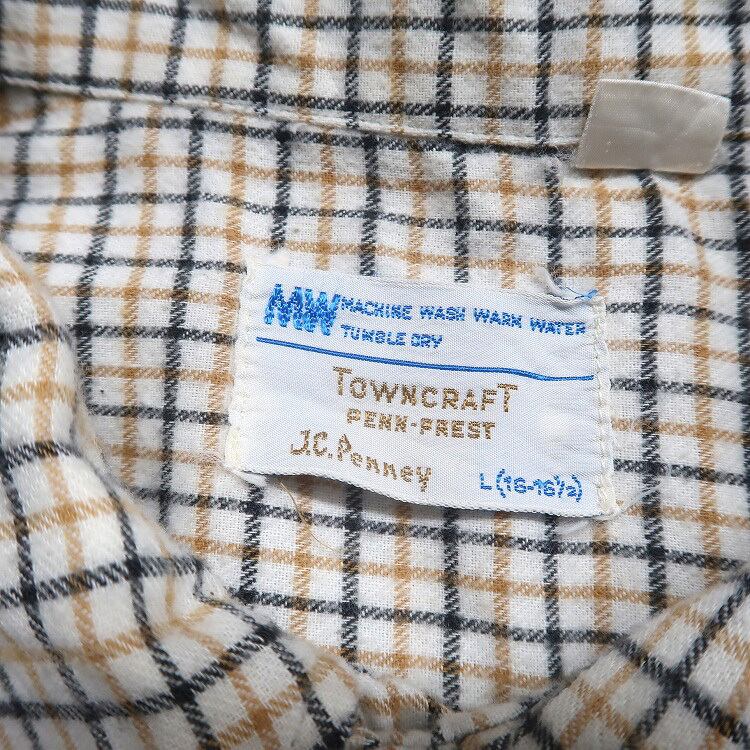 MW MACHINE WASH WARM WATER
TUMBLE DRY
TOWNCRAFT
PENN-PREST
J.C. Penney
L (16-16½)